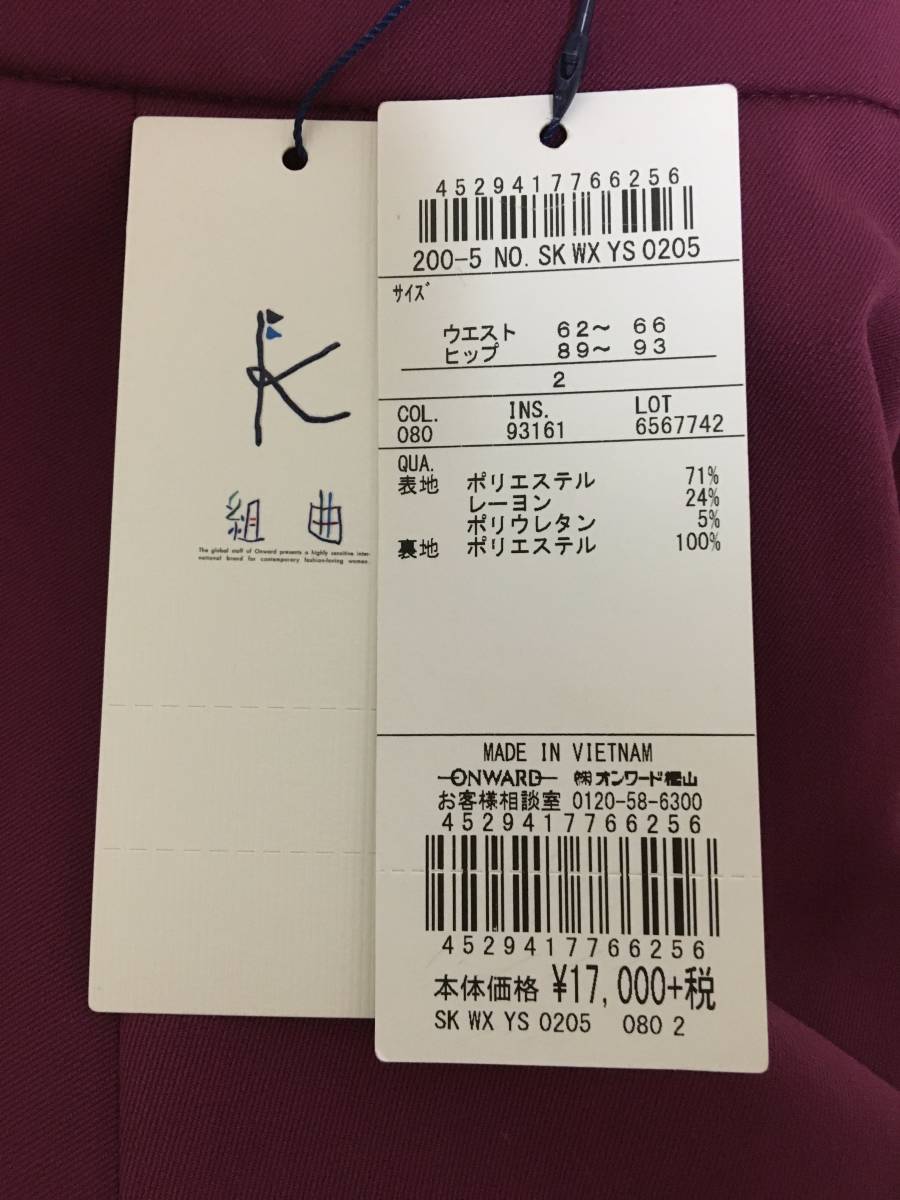 K
組曲
The global staff of Onward presents a highly sensitive inter-
national brand for contemporary fashion-loving women.
4529417766256
200-5 NO. SK WX YS 0205
サイズ
ウエスト 62～ 66
ヒップ 89～ 93
2
COL. INS. LOT
080 93161 6567742
QUA.
表地 ポリエステル 71%
レーヨン 24%
ポリウレタン 5%
裏地 ポリエステル 100%
MADE IN VIETNAM
ONWARD ㈱オンワード樫山
お客様相談室 0120-58-6300
4529417766256
4529417766256
本体価格 ¥17,000+税
SK WX YS 0205 080 2